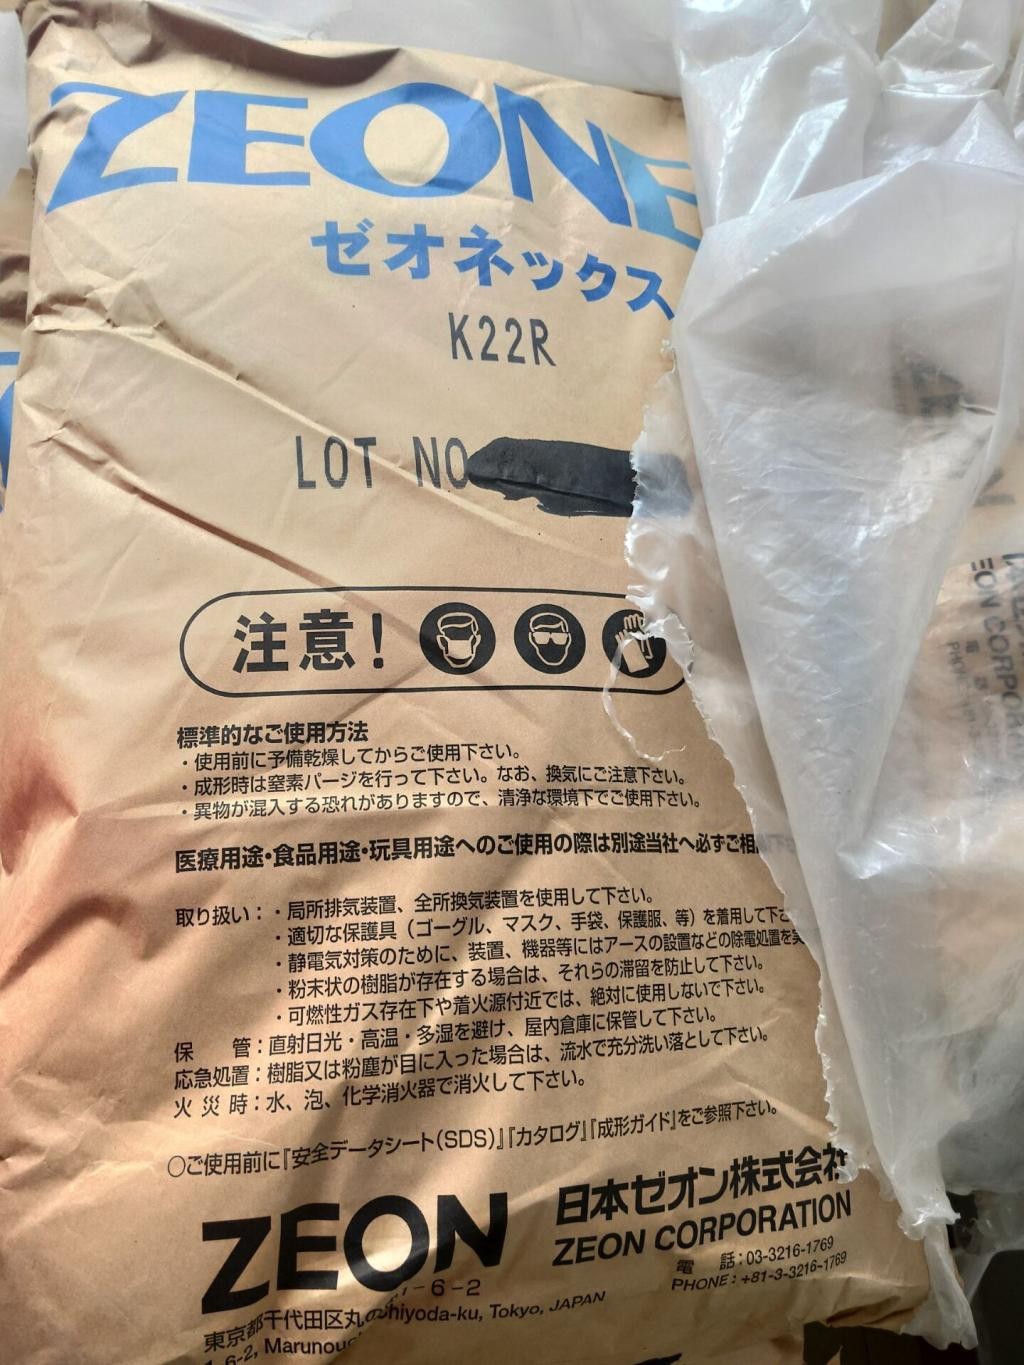 ZEONE
ゼオネックス
K22R
LOT NO
注意!
標準的なご使用方法
・使用前に予備乾燥してからご使用下さい。
・成形時は窒素パージを行って下さい。なお、換気にご注意下さい。
・異物が混入する恐れがありますので、清浄な環境下でご使用下さい。
医療用途・食品用途・玩具用途へのご使用の際は別途当社へ必ずご相
取り扱い：・局所排気装置、全所換気装置を使用して下さい。
・適切な保護具（ゴーグル、マスク、手袋、保護服、等）を着用して下さ
・静電気対策のために、装置、機器等にはアースの設置などの除電処置を実
・粉末状の樹脂が存在する場合は、それらの滞留を防止して下さい。
・可燃性ガス存在下や着火源付近では、絶対に使用しないで下さい。
保 管：直射日光・高温・多湿を避け、屋内倉庫に保管して下さい。
応急処置：樹脂又は粉塵が目に入った場合は、流水で充分洗い落として下さい。
火災時：水、泡、化学消火器で消火して下さい。
○ご使用前に『安全データシート(SDS)』『カタログ』『成形ガイド』をご参照下さい。
ZEON
日本ゼオン株式会社
ZEON CORPORATION
電 話：03-3216-1769
PHONE：+81-3-3216-1769
東京都千代田区丸の
-6-2
1-6-2, Marunou
hiyoda-ku, Tokyo, JAPAN
EON CORPOR
PHONE